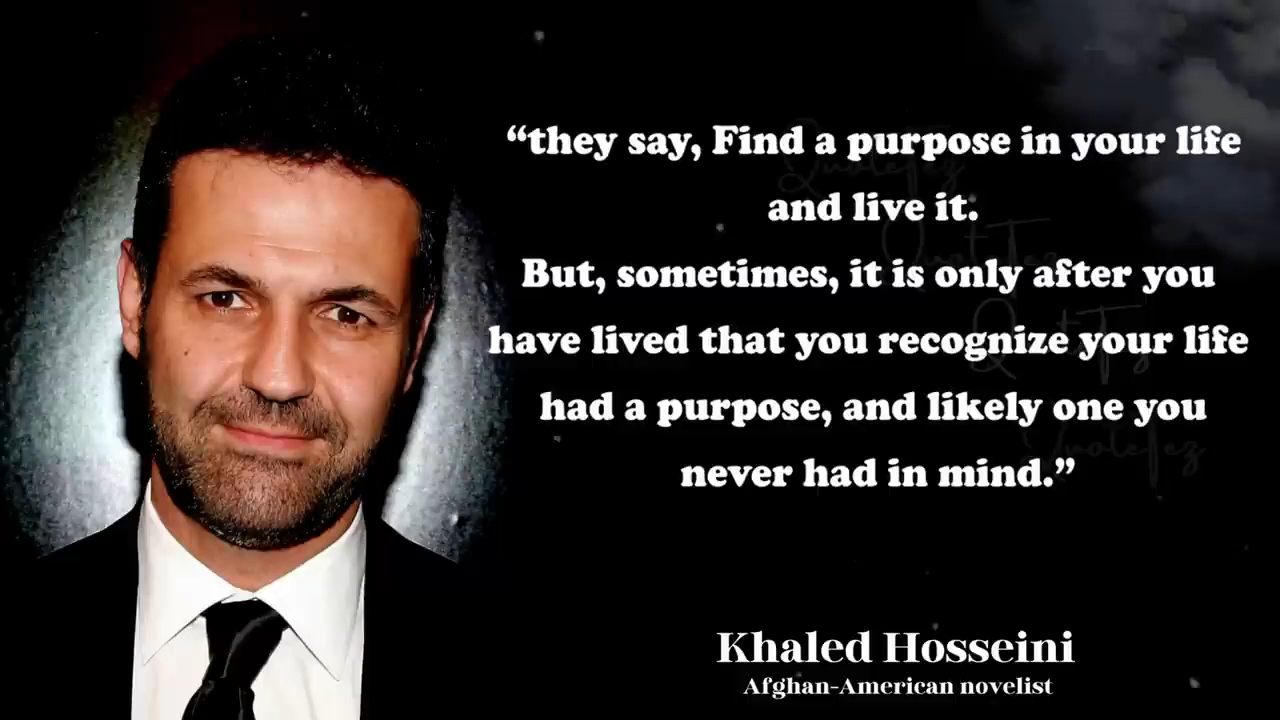 “they say, Find a purpose in your life
and live it.
But, sometimes, it is only after you
have lived that you recognize your life
had a purpose, and likely one you
never had in mind.”
Khaled Hosseini
Afghan-American novelist